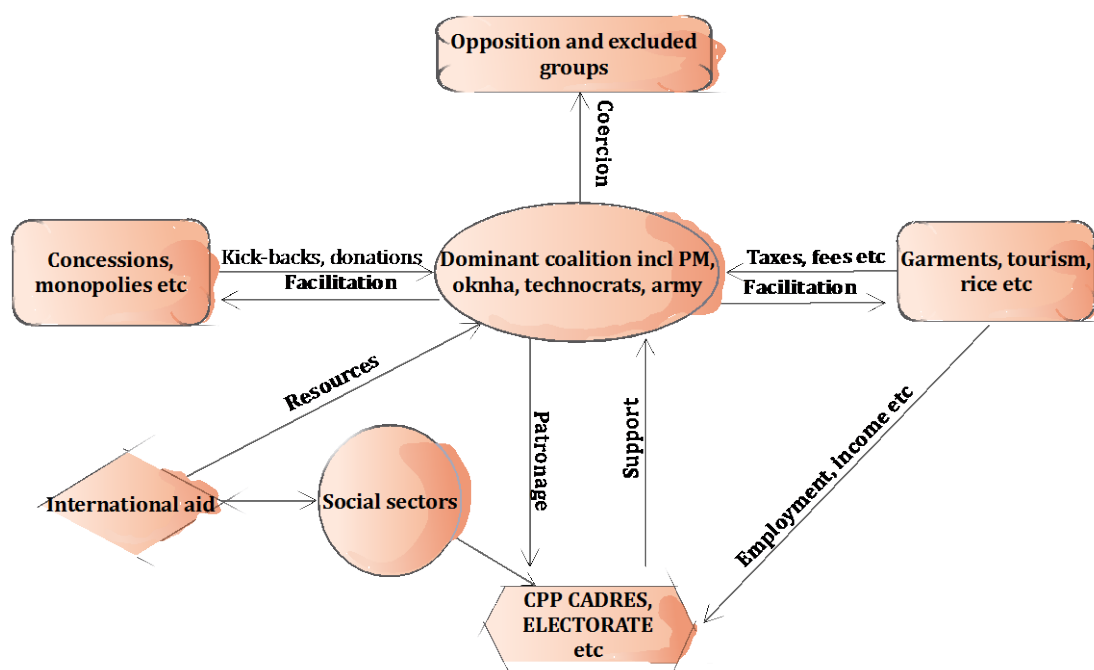 Opposition and excluded
groups
Coercion
Concessions,
monopolies etc
Kick-backs, donations
Facilitation
Dominant coalition incl PM,
oknha, technocrats, army
Taxes, fees etc
Facilitation
Garments, tourism,
rice etc
Resources
Patronage
Support
Employment, income etc
International aid
Social sectors
CPP CADRES,
ELECTORATE
etc